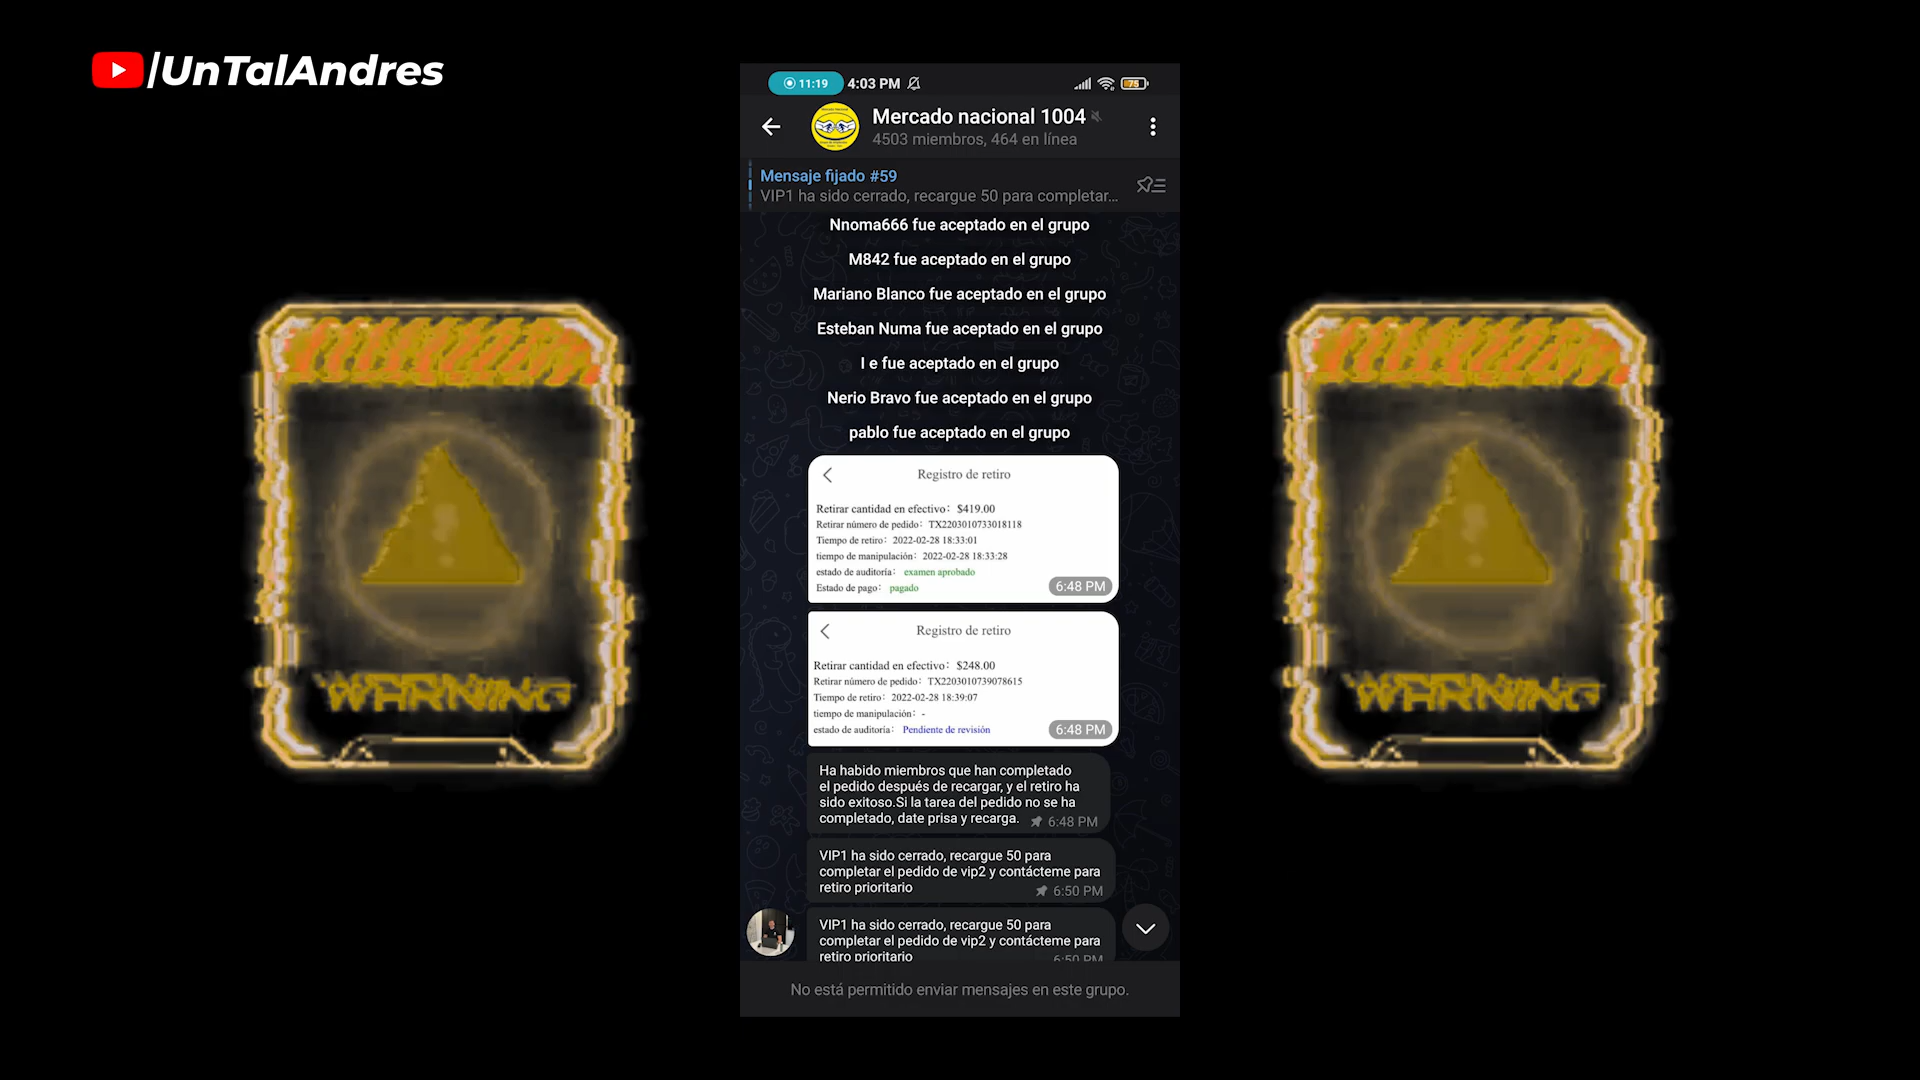 /UnTalAndres
11:19 4:03 PM 75
Mercado nacional 1004
4503 miembros, 464 en línea
Mensaje fijado #59
VIP1 ha sido cerrado, recargue 50 para completar...
Nnoma666 fue aceptado en el grupo
M842 fue aceptado en el grupo
Mariano Blanco fue aceptado en el grupo
Esteban Numa fue aceptado en el grupo
l e fue aceptado en el grupo
Nerio Bravo fue aceptado en el grupo
pablo fue aceptado en el grupo
Registro de retiro
Retirar cantidad en efectivo: $419.00
Retirar número de pedido: TX2203010733018118
Tiempo de retiro: 2022-02-28 18:33:01
tiempo de manipulación: 2022-02-28 18:33:28
estado de auditoría: examen aprobado
Estado de pago: pagado
6:48 PM
Registro de retiro
Retirar cantidad en efectivo: $248.00
Retirar número de pedido: TX2203010739078615
Tiempo de retiro: 2022-02-28 18:39:07
tiempo de manipulación: -
estado de auditoría: Pendiente de revisión
6:48 PM
Ha habido miembros que han completado
el pedido después de recargar, y el retiro ha
sido exitoso.Si la tarea del pedido no se ha
completado, date prisa y recarga. 6:48 PM
VIP1 ha sido cerrado, recargue 50 para
completar el pedido de vip2 y contácteme para
retiro prioritario 6:50 PM
VIP1 ha sido cerrado, recargue 50 para
completar el pedido de vip2 y contácteme para
retiro prioritario 6:50 PM
No está permitido enviar mensajes en este grupo.
WARNING
WARNING